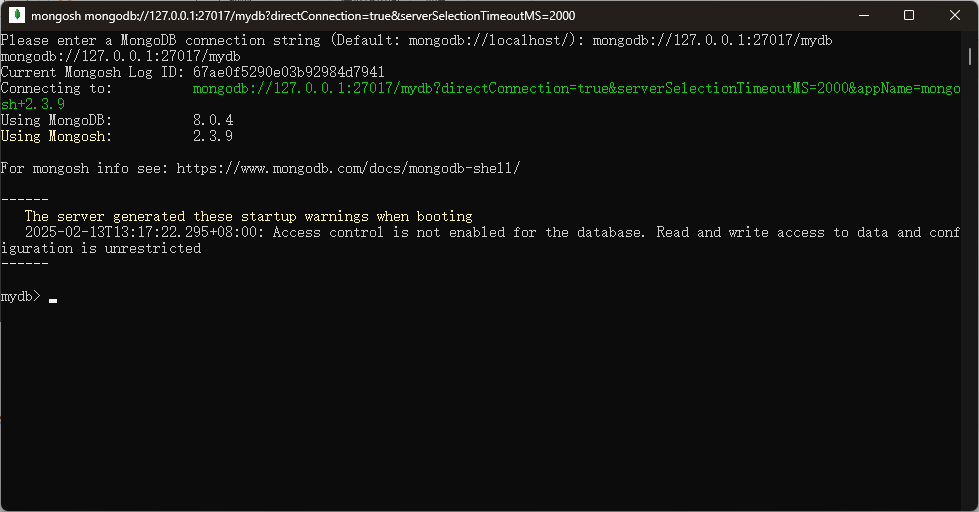 mongosh mongodb://127.0.0.1:27017/mydb?directConnection=true&serverSelectionTimeoutMS=2000
Please enter a MongoDB connection string (Default: mongodb://localhost/): mongodb://127.0.0.1:27017/mydb
mongodb://127.0.0.1:27017/mydb
Current Mongosh Log ID: 67ae0f5290e03b92984d7941
Connecting to:          mongodb://127.0.0.1:27017/mydb?directConnection=true&serverSelectionTimeoutMS=2000&appName=mongo
sh+2.3.9
Using MongoDB:          8.0.4
Using Mongosh:          2.3.9
For mongosh info see: https://www.mongodb.com/docs/mongodb-shell/
------
   The server generated these startup warnings when booting
   2025-02-13T13:17:22.295+08:00: Access control is not enabled for the database. Read and write access to data and conf
iguration is unrestricted
------
mydb>